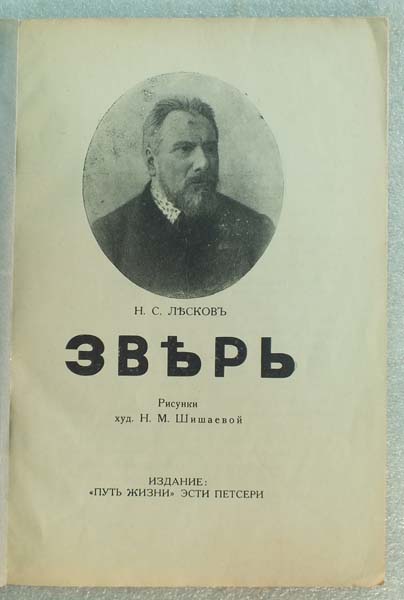 Н. С. ЛѢСКОВЪ
ЗВѢРЬ
Рисунки
худ. Н. М. Шишаевой
ИЗДАНИЕ:
«ПУТЬ ЖИЗНИ» ЭСТИ ПЕТСЕРИ